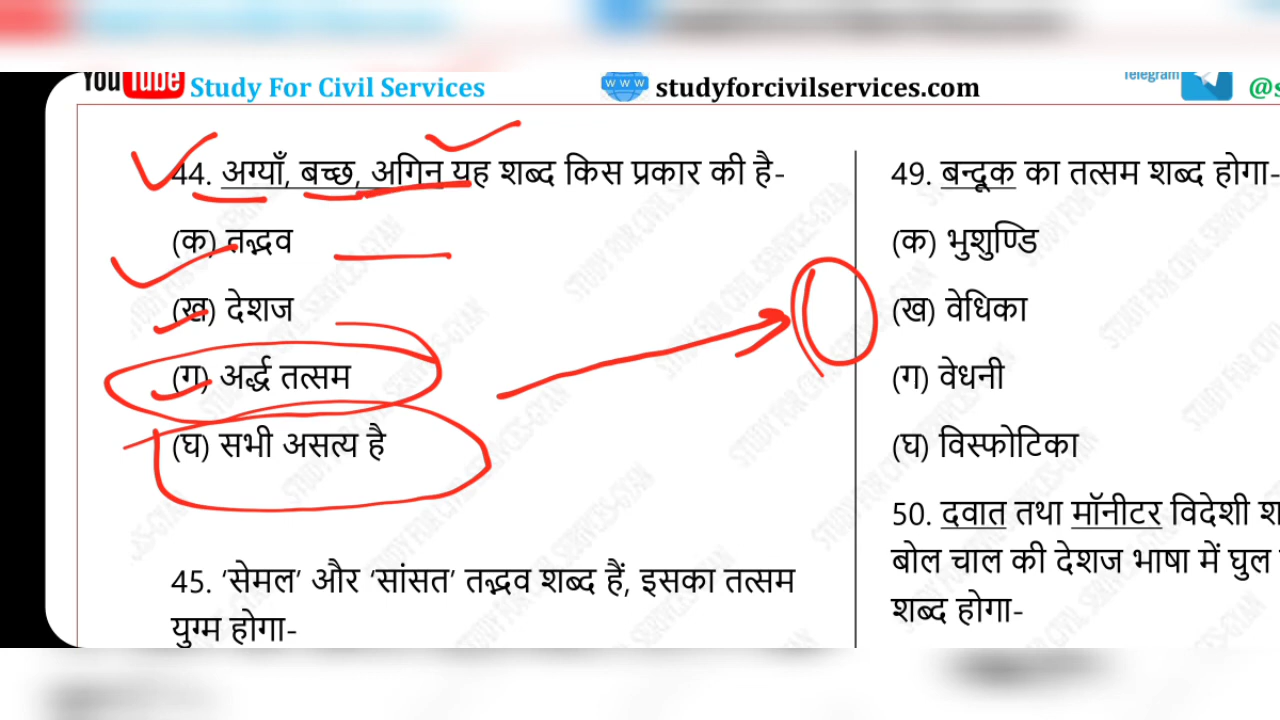 YouTube Study For Civil Services www studyforcivilservices.com Telegram
44. अग्याँ, बच्छ, अगिन यह शब्द किस प्रकार की है-
(क) तद्भव
(ख) देशज
(ग) अर्द्ध तत्सम
(घ) सभी असत्य है
45. ‘सेमल’ और ‘सांसत’ तद्भव शब्द हैं, इसका तत्सम
युग्म होगा-
49. बन्दूक का तत्सम शब्द होगा-
(क) भुशुण्डि
(ख) वेधिका
(ग) वेधनी
(घ) विस्फोटिका
50. दवात तथा मॉनीटर विदेशी
बोल चाल की देशज भाषा में घुल
शब्द होगा-